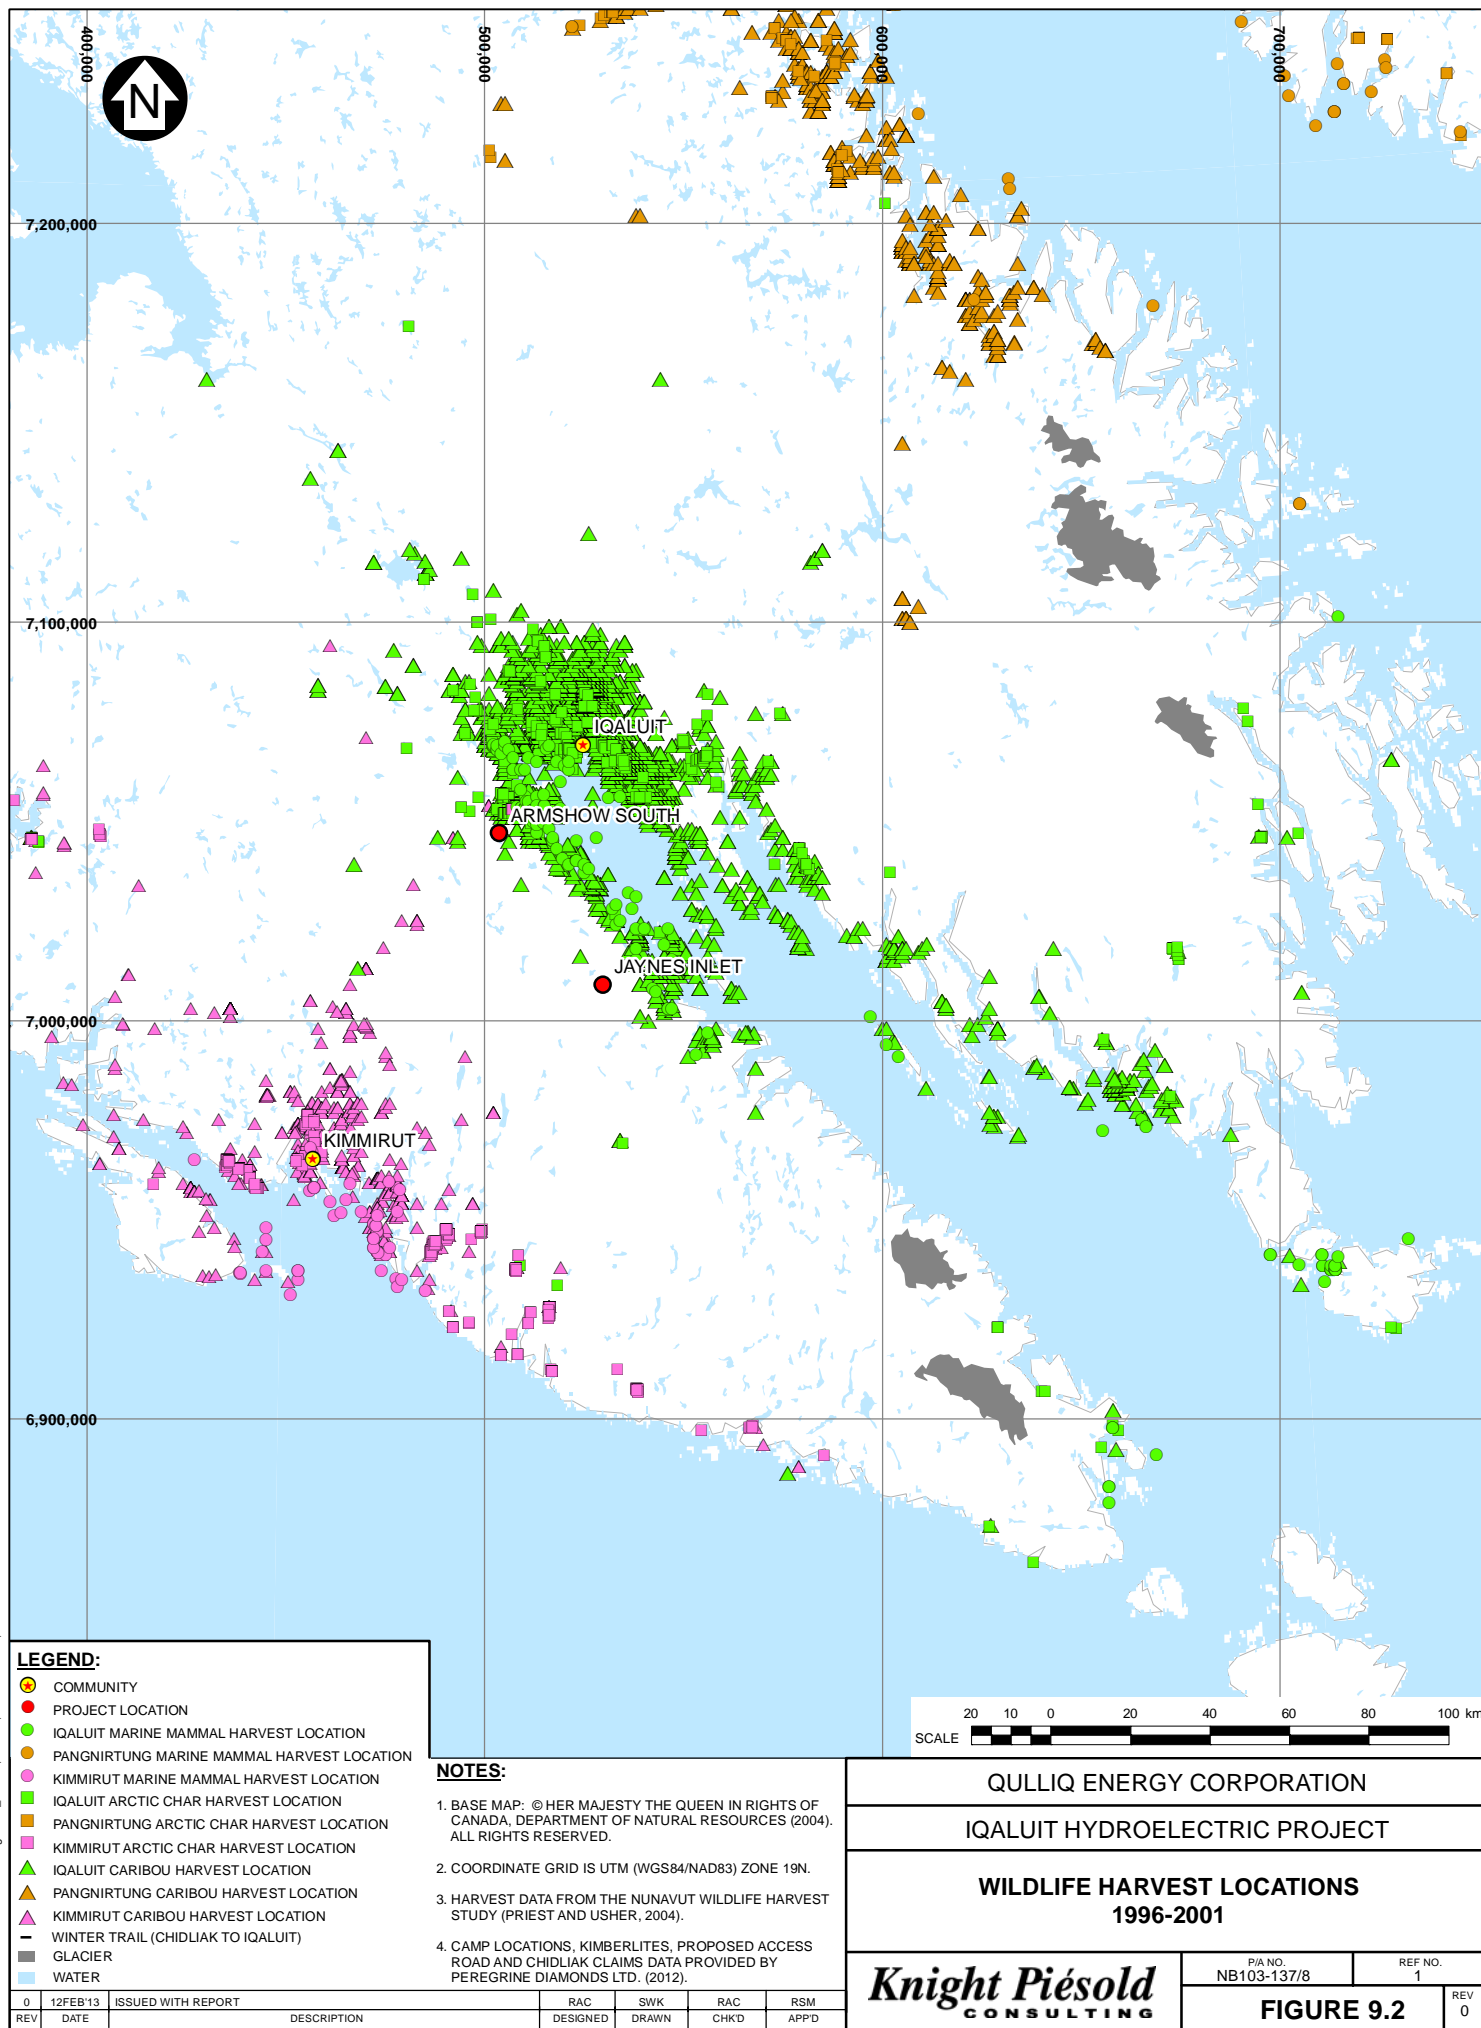 400,000
500,000
600,000
700,000
N
7,200,000
7,100,000
IQALUIT
ARMSHOW SOUTH
JAYNES INLET
7,000,000
KIMMIRUT
6,900,000
LEGEND:
COMMUNITY
PROJECT LOCATION
IQALUIT MARINE MAMMAL HARVEST LOCATION
PANGNIRTUNG MARINE MAMMAL HARVEST LOCATION
KIMMIRUT MARINE MAMMAL HARVEST LOCATION
IQALUIT ARCTIC CHAR HARVEST LOCATION
PANGNIRTUNG ARCTIC CHAR HARVEST LOCATION
KIMMIRUT ARCTIC CHAR HARVEST LOCATION
IQALUIT CARIBOU HARVEST LOCATION
PANGNIRTUNG CARIBOU HARVEST LOCATION
KIMMIRUT CARIBOU HARVEST LOCATION
WINTER TRAIL (CHIDLIAK TO IQALUIT)
GLACIER
WATER
NOTES:
1. BASE MAP: © HER MAJESTY THE QUEEN IN RIGHTS OF
CANADA, DEPARTMENT OF NATURAL RESOURCES (2004).
ALL RIGHTS RESERVED.
2. COORDINATE GRID IS UTM (WGS84/NAD83) ZONE 19N.
3. HARVEST DATA FROM THE NUNAVUT WILDLIFE HARVEST
STUDY (PRIEST AND USHER, 2004).
4. CAMP LOCATIONS, KIMBERLITES, PROPOSED ACCESS
ROAD AND CHIDLIAK CLAIMS DATA PROVIDED BY
PEREGRINE DIAMONDS LTD. (2012).
20 10 0 20 40 60 80 100 km
SCALE
QULLIQ ENERGY CORPORATION
IQALUIT HYDROELECTRIC PROJECT
WILDLIFE HARVEST LOCATIONS
1996-2001
Knight Piésold
CONSULTING
P/A NO.
NB103-137/8
REF NO.
1
FIGURE 9.2
REV
0
0 12FEB'13 ISSUED WITH REPORT RAC SWK RAC RSM
REV DATE DESCRIPTION DESIGNED DRAWN CHK'D APP'D